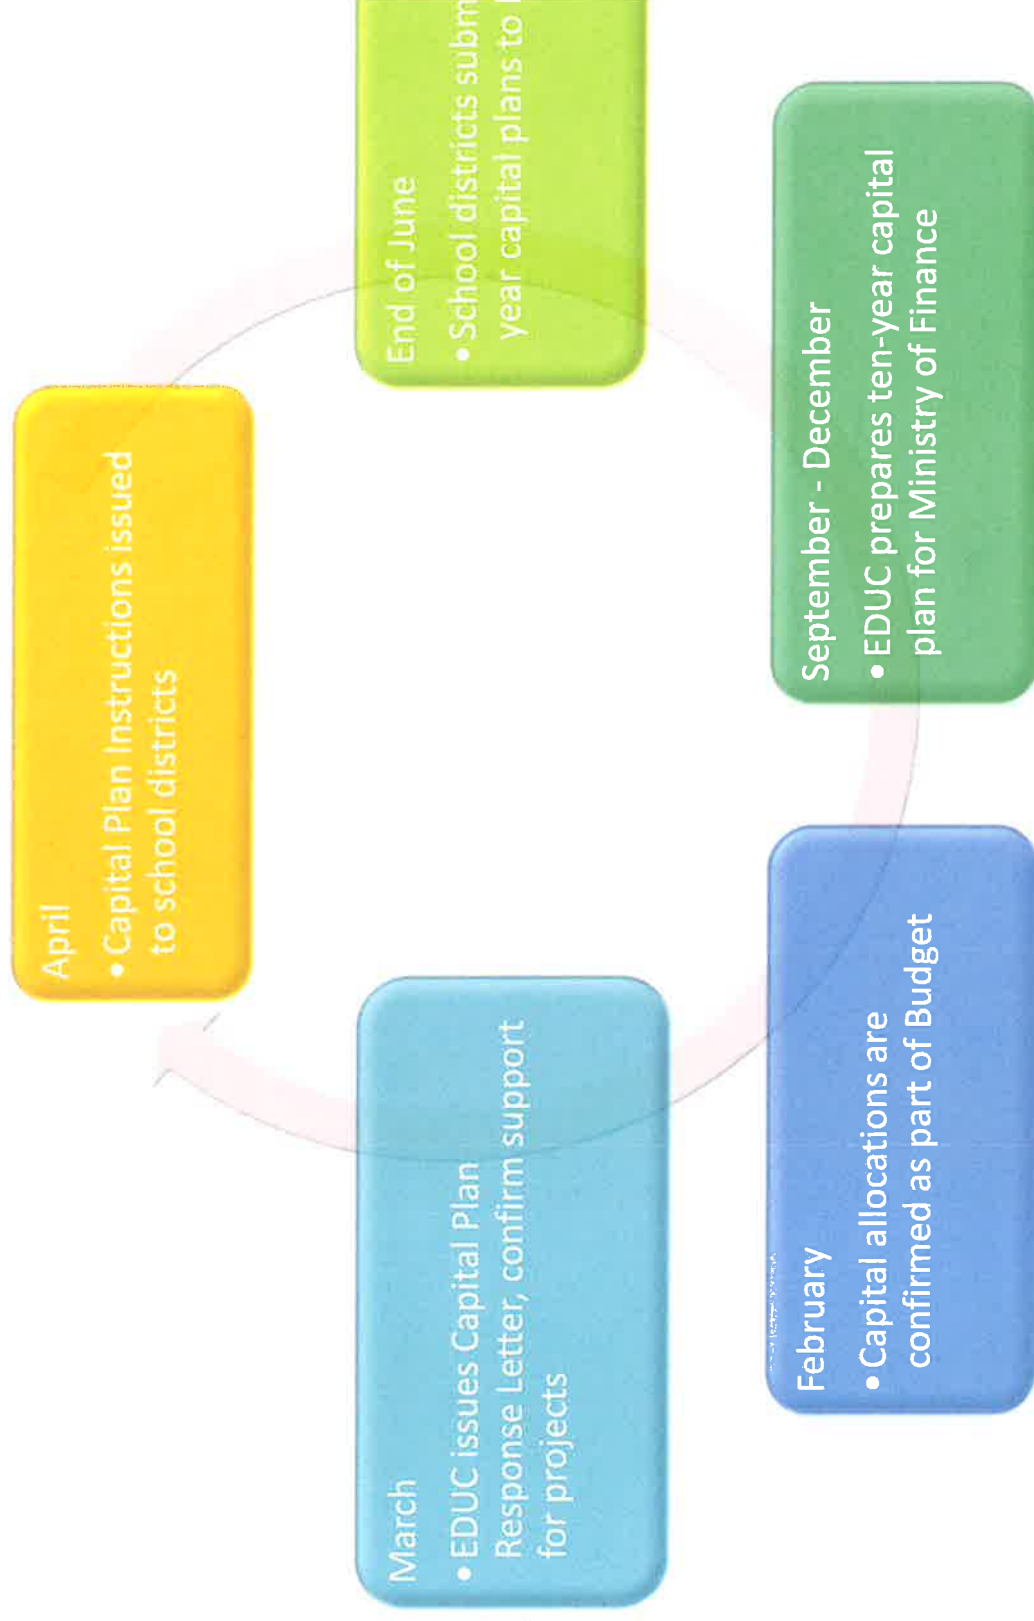 April
• Capital Plan Instructions issued
to school districts
End of June
• School districts
year capital plans to
September - December
• EDUC prepares ten-year capital
plan for Ministry of Finance
February
• Capital allocations are
confirmed as part of Budget
March
• EDUC issues Capital Plan
Response Letter, confirm support
for projects